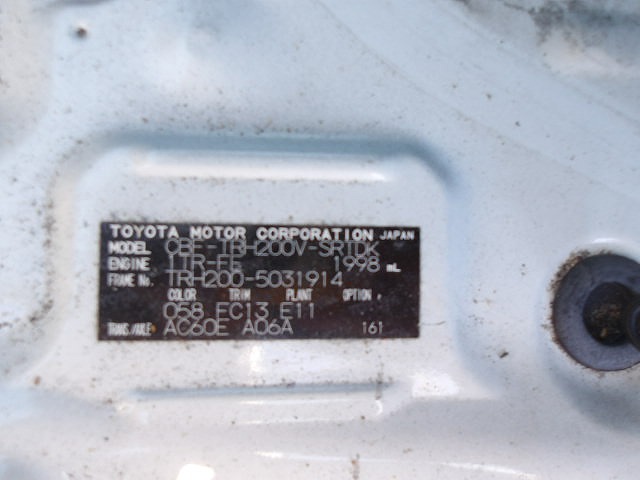 TOYOTA MOTOR CORPORATION JAPAN
MODEL CBF-TRH200V-SRTDK
ENGINE 1TR-FE 1998 mL
FRAME No. TRH200-5031914
COLOR TRIM PLANT OPTION
058 EC13 E11
TRANS/AXLE AC60E A06A 161